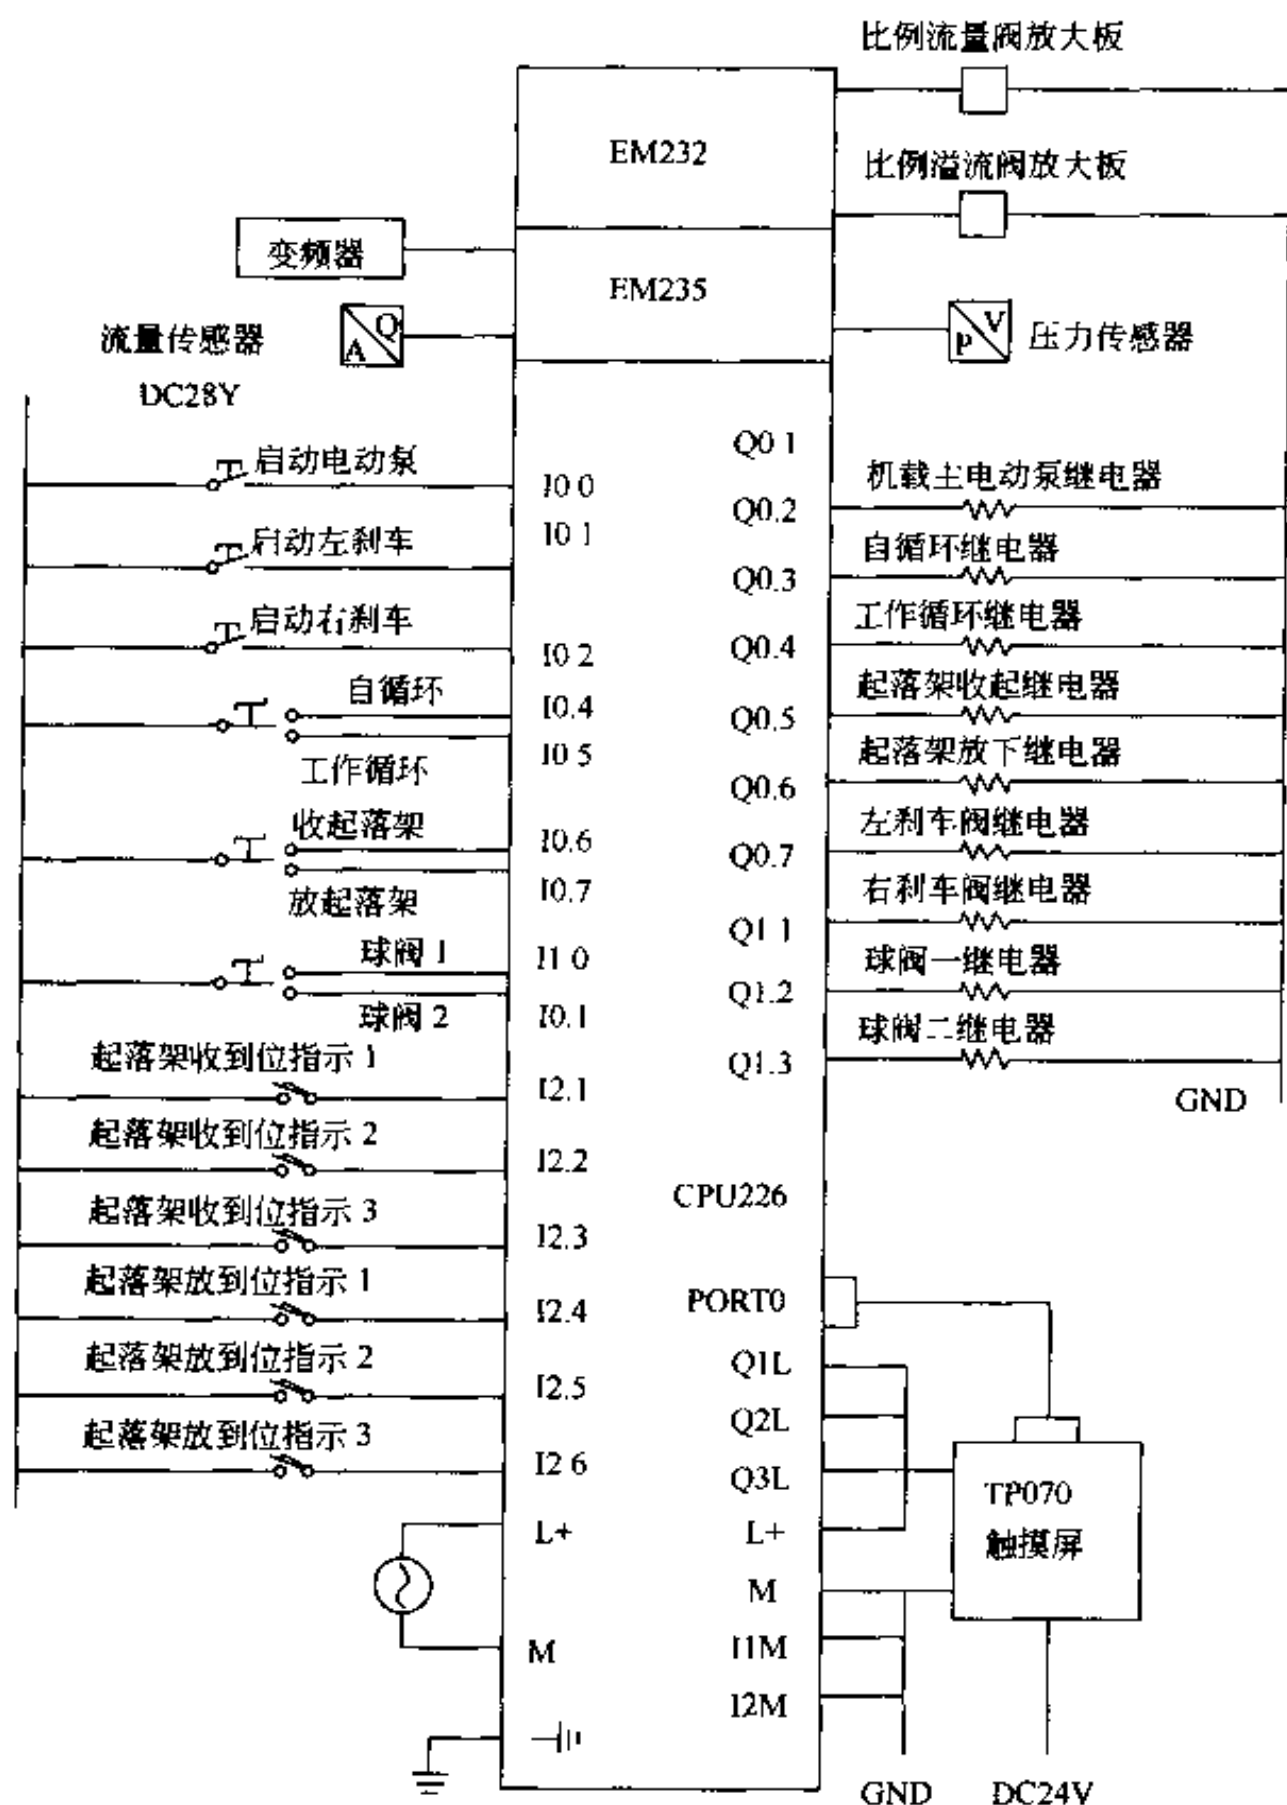 比例流量阀放大板
EM232
比例溢流阀放大板
变频器
EM235
流量传感器
A Q
P V
压力传感器
DC28Y
Q0 1
启动电动泵
I0 0
机载主电动泵继电器
Q0.2
I0 1
启动左刹车
自循环继电器
Q0.3
启动右刹车
工作循环继电器
I0 2
Q0.4
自循环
起落架收起继电器
I0.4
Q0.5
I0 5
工作循环
起落架放下继电器
Q0.6
收起落架
左刹车阀继电器
I0.6
Q0.7
I0.7
放起落架
右刹车阀继电器
Q1 1
球阀 1
I1 0
球阀一继电器
Q1.2
球阀 2
I0.1
球阀二继电器
起落架收到位指示 1
Q1.3
I2.1
GND
起落架收到位指示 2
I2.2
CPU226
起落架收到位指示 3
I2.3
起落架放到位指示 1
PORT0
I2.4
起落架放到位指示 2
Q1L
I2.5
Q2L
起落架放到位指示 3
I2 6
Q3L
TP070
触摸屏
L+
L+
M
M
I1M
I2M
GND
DC24V